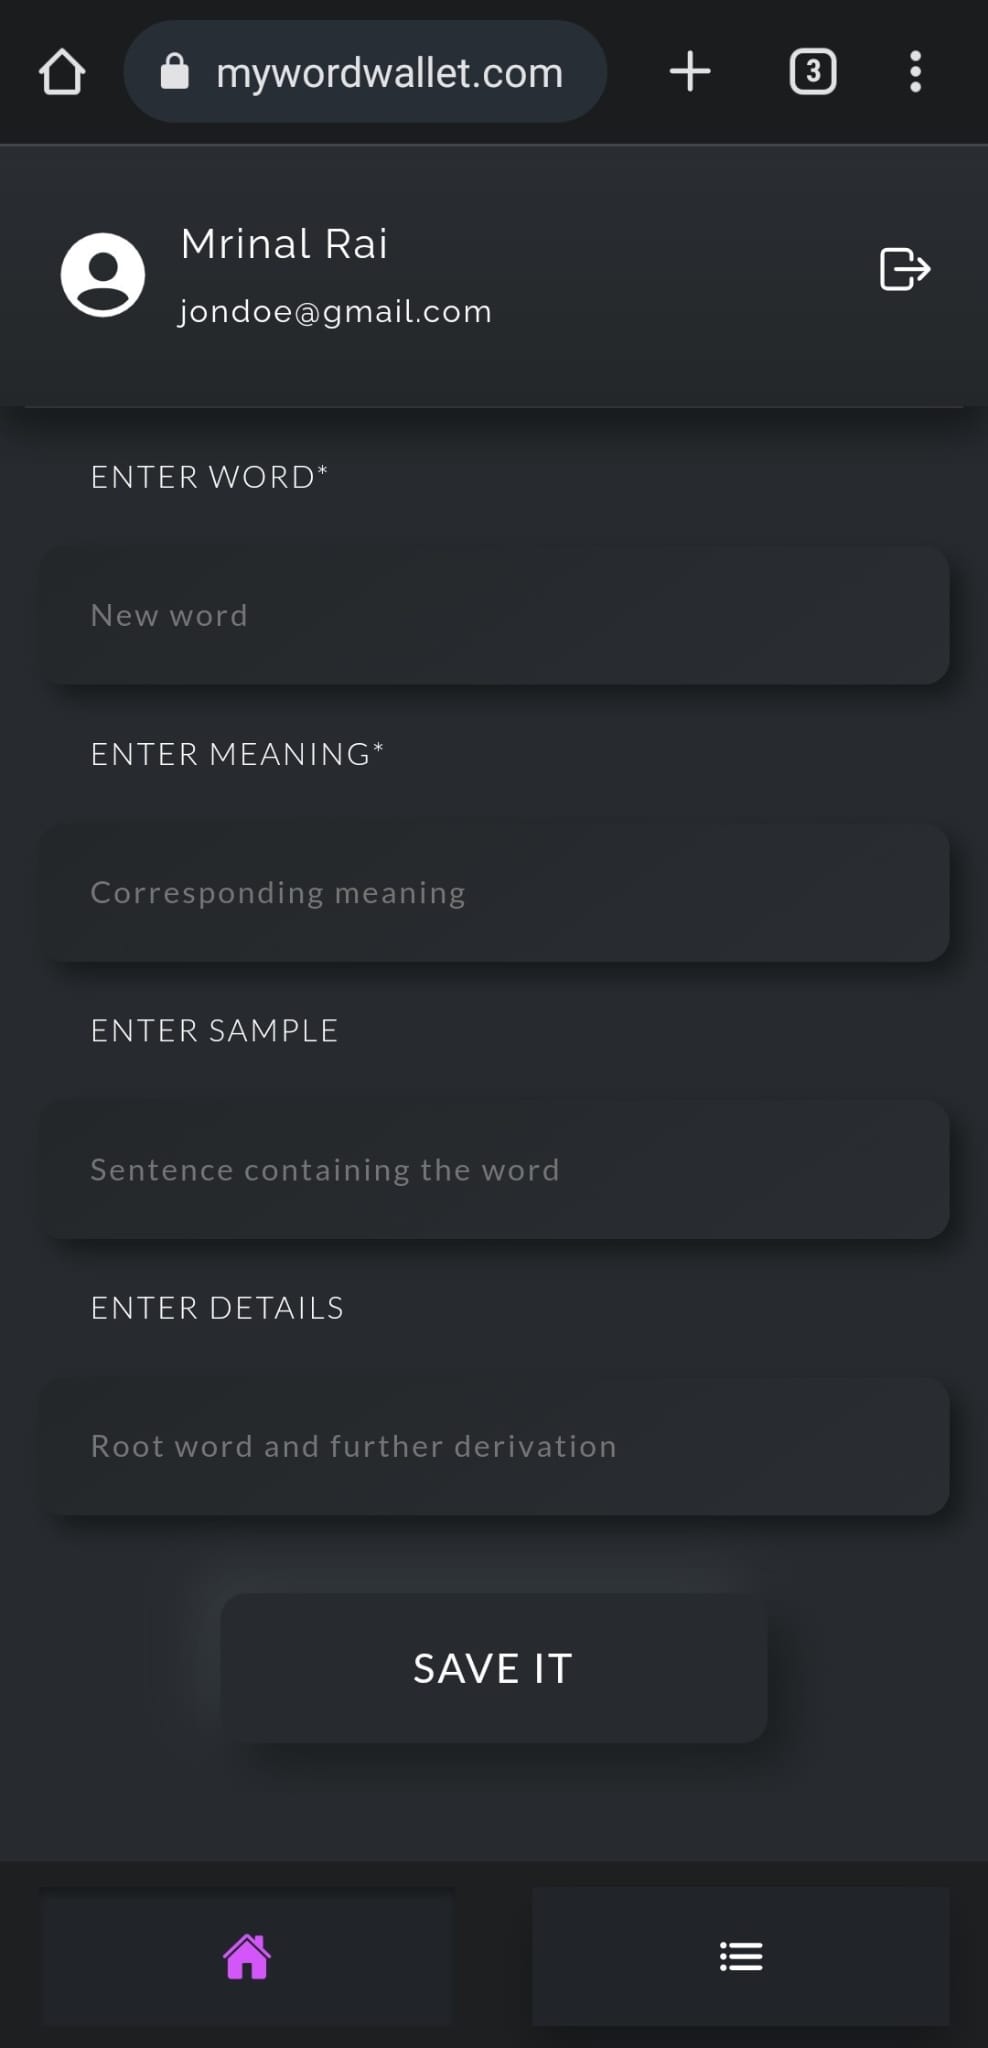 mywordwallet.com
3
Mrinal Rai
jondoe@gmail.com
ENTER WORD*
New word
ENTER MEANING*
Corresponding meaning
ENTER SAMPLE
Sentence containing the word
ENTER DETAILS
Root word and further derivation
SAVE IT